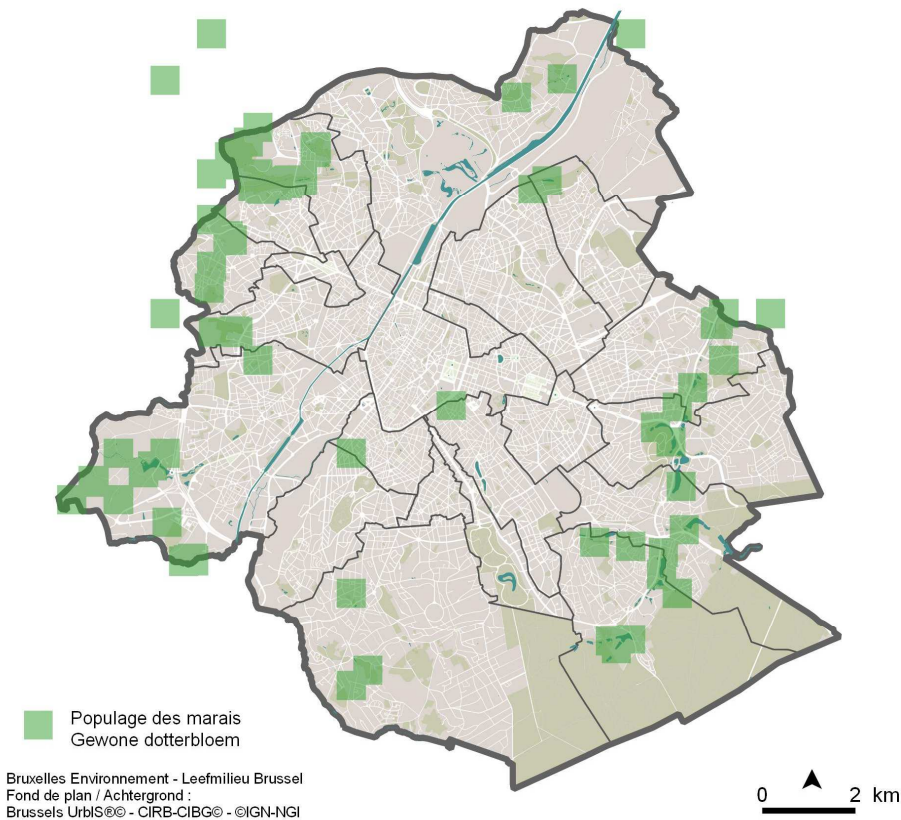 Populage des marais
Gewone dotterbloem
Bruxelles Environnement - Leefmilieu Brussel
Fond de plan / Achtergrond :
Brussels UrbIS®© - CIRB-CIBG© - ©IGN-NGI
0 2 km